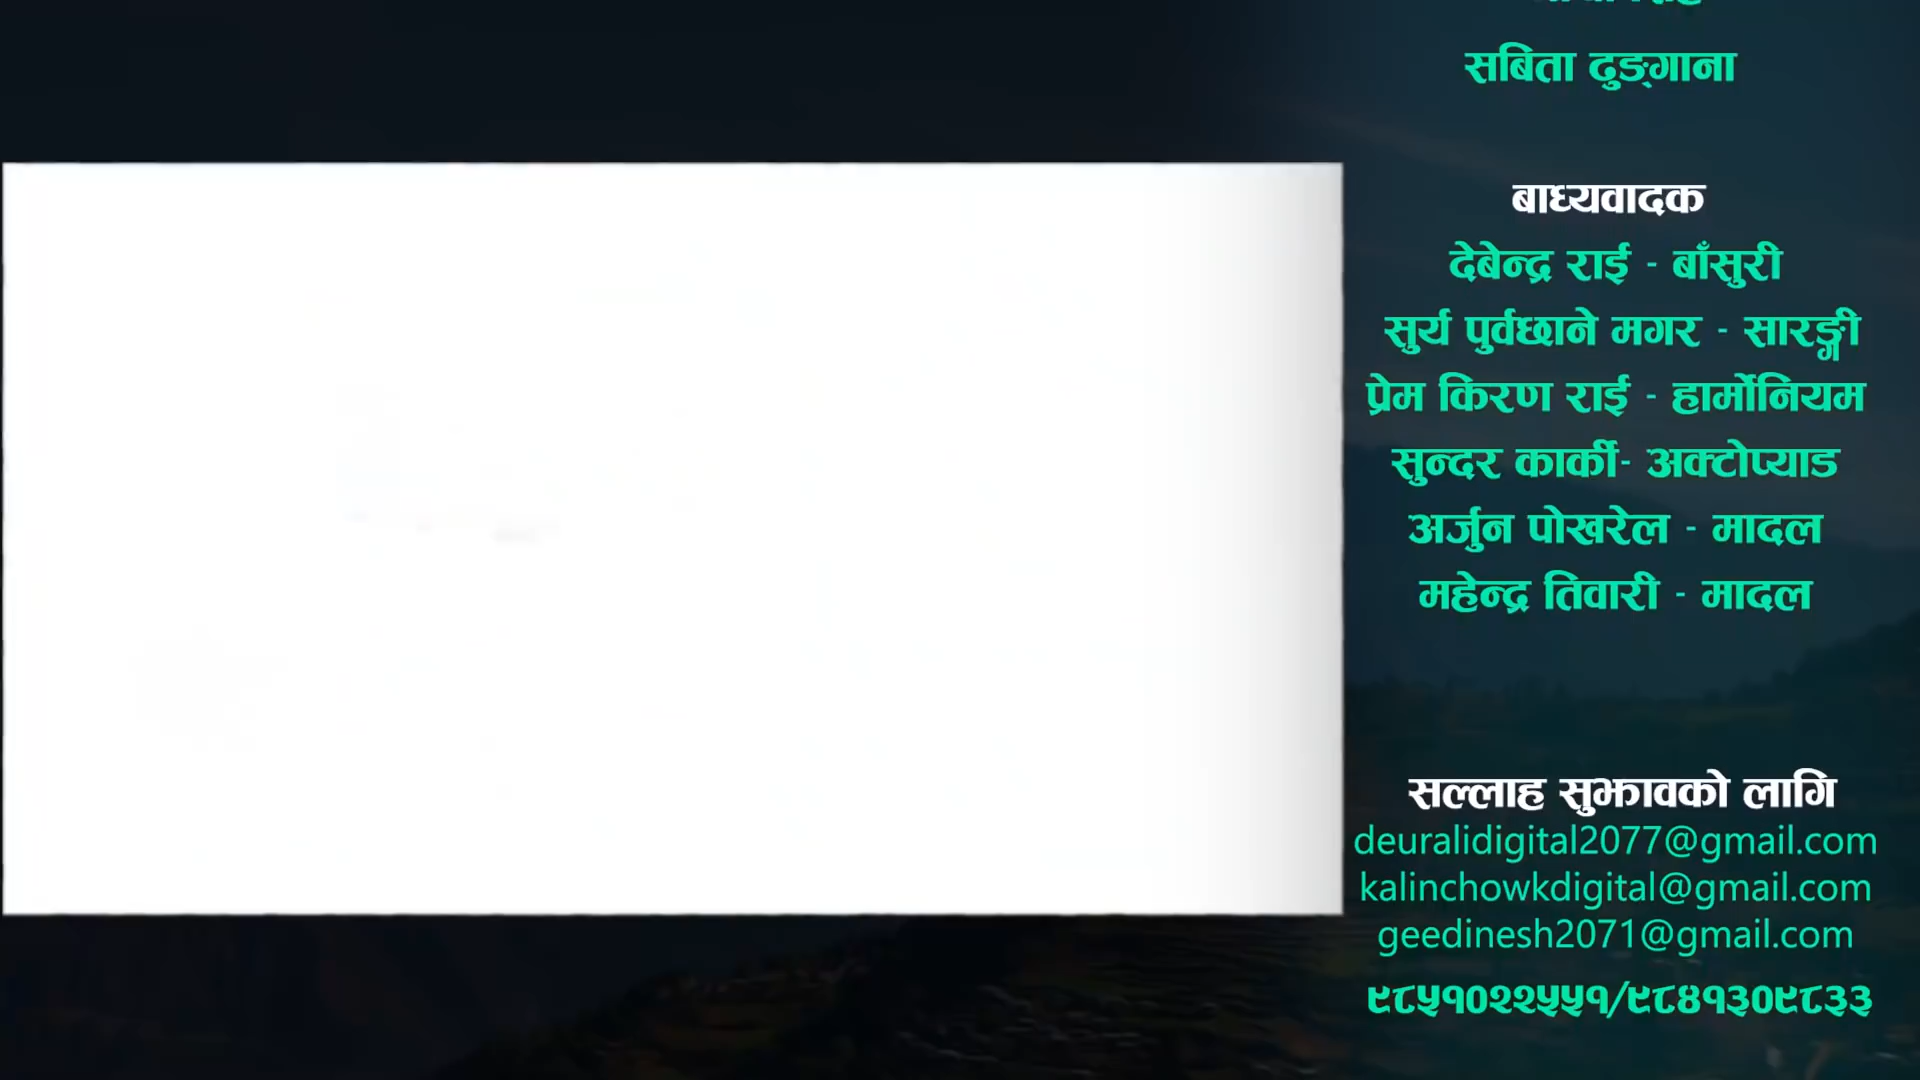 सबिता ढुङ्गाना
बाध्यवादक
देबेन्द्र राई - बाँसुरी
सुर्य पुर्वछाने मगर - सारङ्गी
प्रेम किरण राई - हार्मोनियम
सुन्दर कार्की- अक्टोप्याड
अर्जुन पोखरेल - मादल
महेन्द्र तिवारी - मादल
सल्लाह सुझावको लागि
deuralidigital2077@gmail.com
kalinchowkdigital@gmail.com
geedinesh2071@gmail.com
९८५१०२२५५१/९८४१३०९८३३